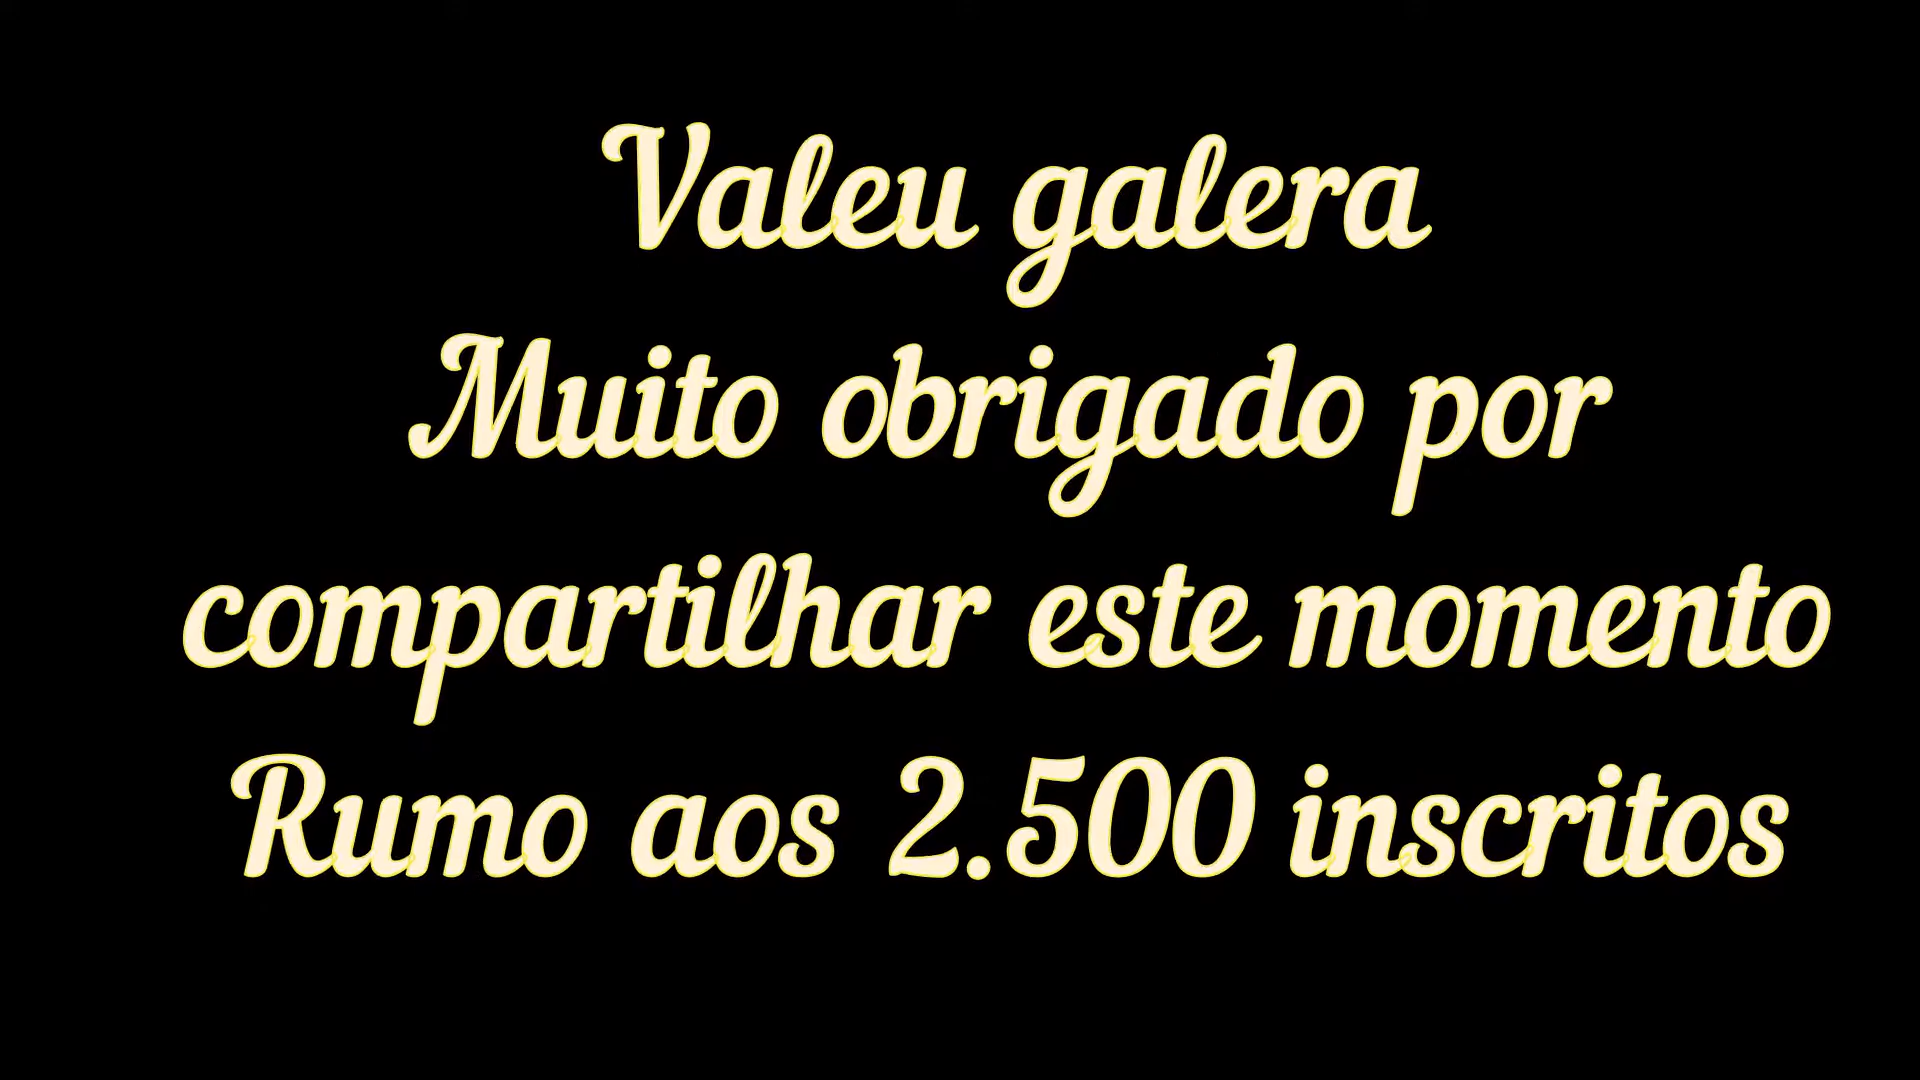 Valeu galera
Muito obrigado por
compartilhar este momento
Rumo aos 2.500 inscritos